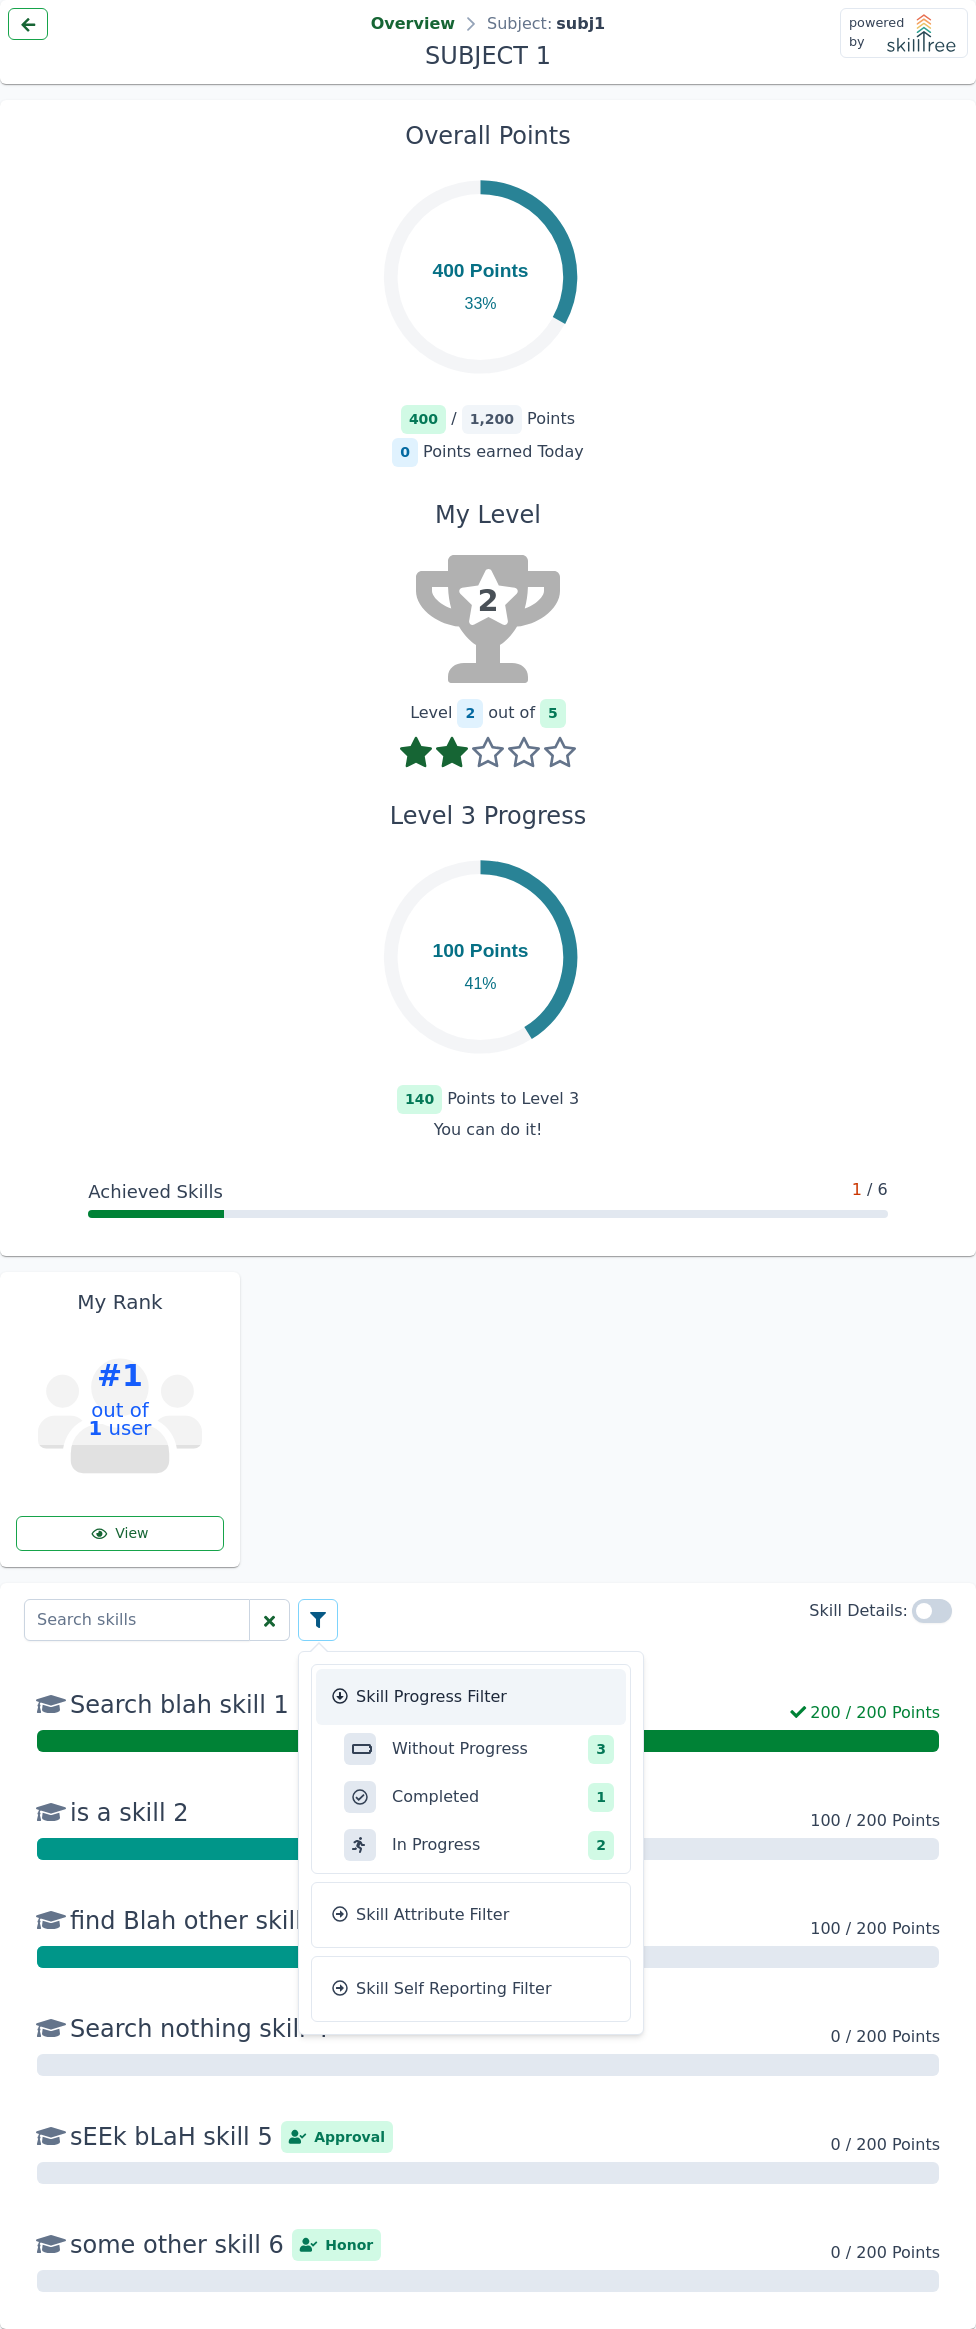 Overview > Subject: subj1
powered
by
skilltree
SUBJECT 1
Overall Points
400 Points
33%
400 / 1,200 Points
0 Points earned Today
My Level
2
Level 2 out of 5
Level 3 Progress
100 Points
41%
140 Points to Level 3
You can do it!
Achieved Skills 1 / 6
My Rank
#1
out of
1 user
View
Search skills
Skill Details:
Search blah skill 1
200 / 200 Points
is a skill 2
100 / 200 Points
find Blah other skill
100 / 200 Points
Search nothing skill
0 / 200 Points
sEEk bLaH skill 5 Approval
0 / 200 Points
some other skill 6 Honor
0 / 200 Points
Skill Progress Filter
Without Progress 3
Completed 1
In Progress 2
Skill Attribute Filter
Skill Self Reporting Filter